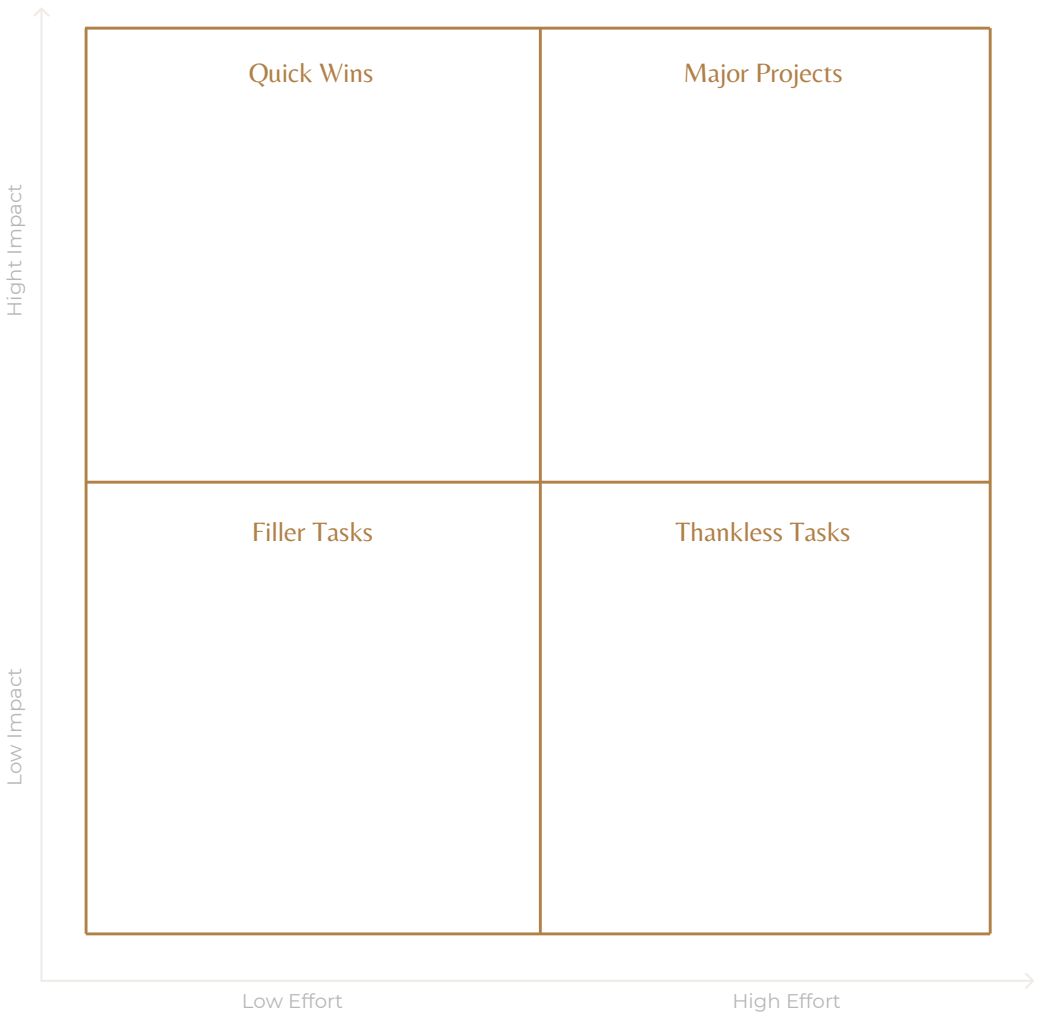 Quick Wins
Major Projects
Hight Impact
Filler Tasks
Thankless Tasks
Low Impact
Low Effort
High Effort